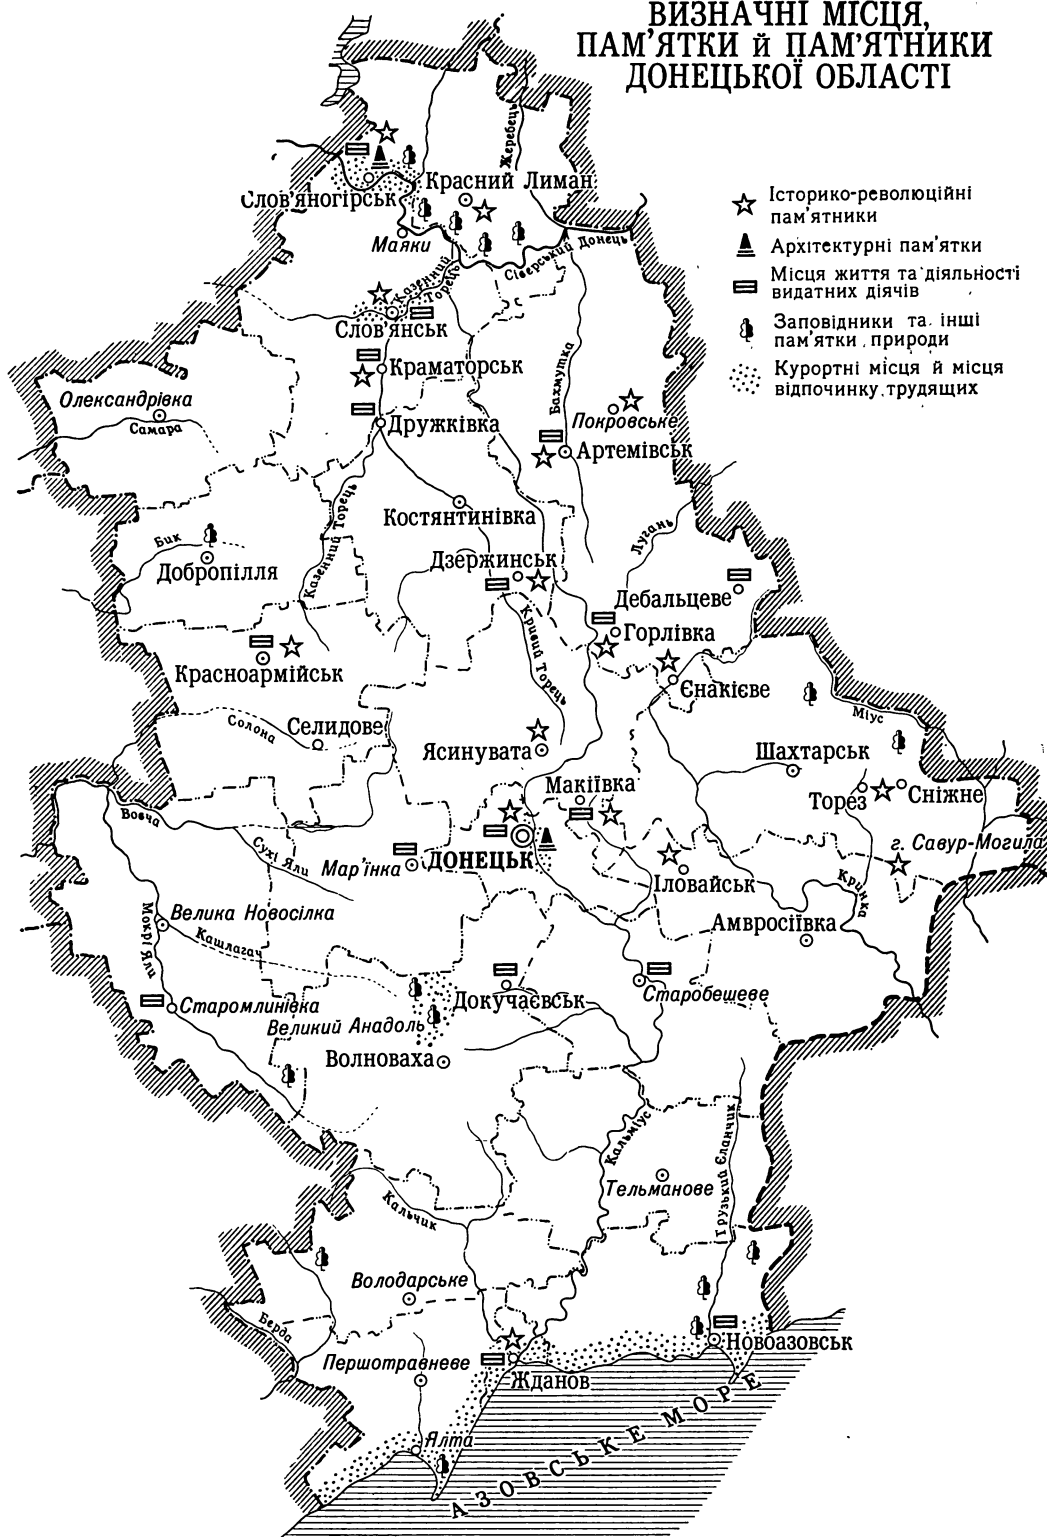 ВИЗНАЧНІ МІСЦЯ,
ПАМ'ЯТКИ й ПАМ'ЯТНИКИ
ДОНЕЦЬКОЇ ОБЛАСТІ
Історико-революційні
пам'ятники
Архітектурні пам'ятки
Місця життя та діяльності
видатних діячів
Заповідники та інші
пам'ятки природи
Курортні місця й місця
відпочинку трудящих
Жеребець
Слов'яногірськ
Красний Лиман
Маяки
Сіверський Донець
Казенний
Торець
Слов'янськ
Краматорськ
Бахмутка
Олександрівка
Самара
Дружківка
Покровське
Артемівськ
Костянтинівка
Казенний Торець
Бик
Добропілля
Дзержинськ
Лугань
Дебальцеве
Кривий Торець
Горлівка
Красноармійськ
Єнакієве
Міус
Солона
Селидове
Ясинувата
Шахтарськ
Макіївка
Торез
Сніжне
Вовча
Сухі Яли
Мар'їнка
ДОНЕЦЬК
г. Савур-Могила
Іловайськ
Кринка
Велика Новосілка
Мокрі Яли
Кашлагач
Амвросіївка
Старомлинівка
Докучаєвськ
Старобешеве
Великий Анадоль
Волноваха
Кальміус
Грузький Єланчик
Тельманове
Кальчик
Володарське
Берда
Першотравневе
Новоазовськ
Жданов
Ялта
АЗОВСЬКЕ МОРЕ